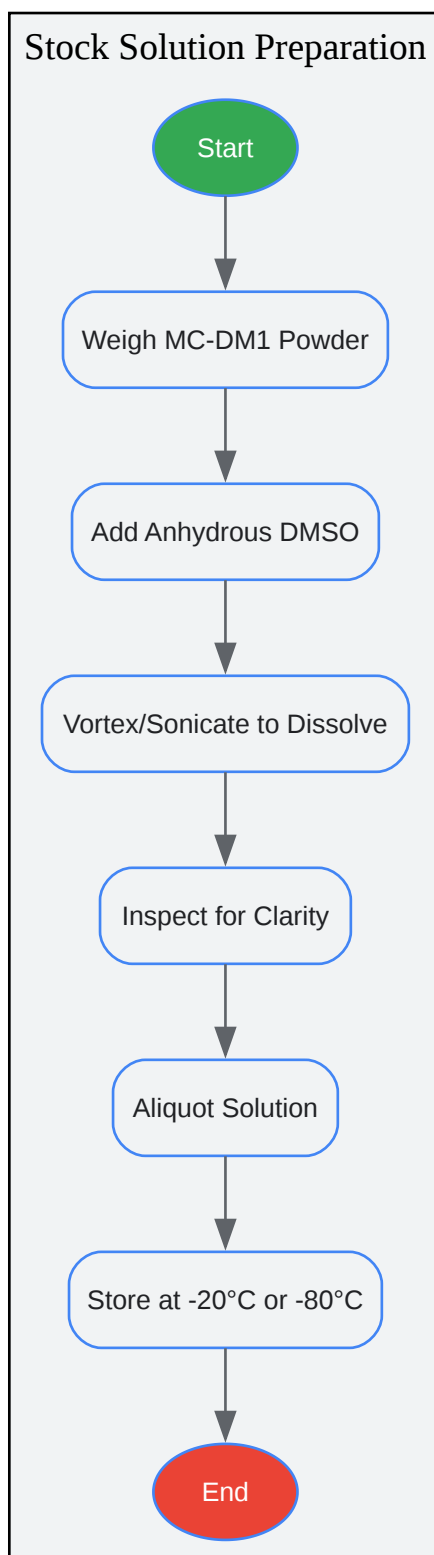 Stock Solution Preparation
Start
Weigh MC-DM1 Powder
Add Anhydrous DMSO
Vortex/Sonicate to Dissolve
Inspect for Clarity
Aliquot Solution
Store at -20°C or -80°C
End